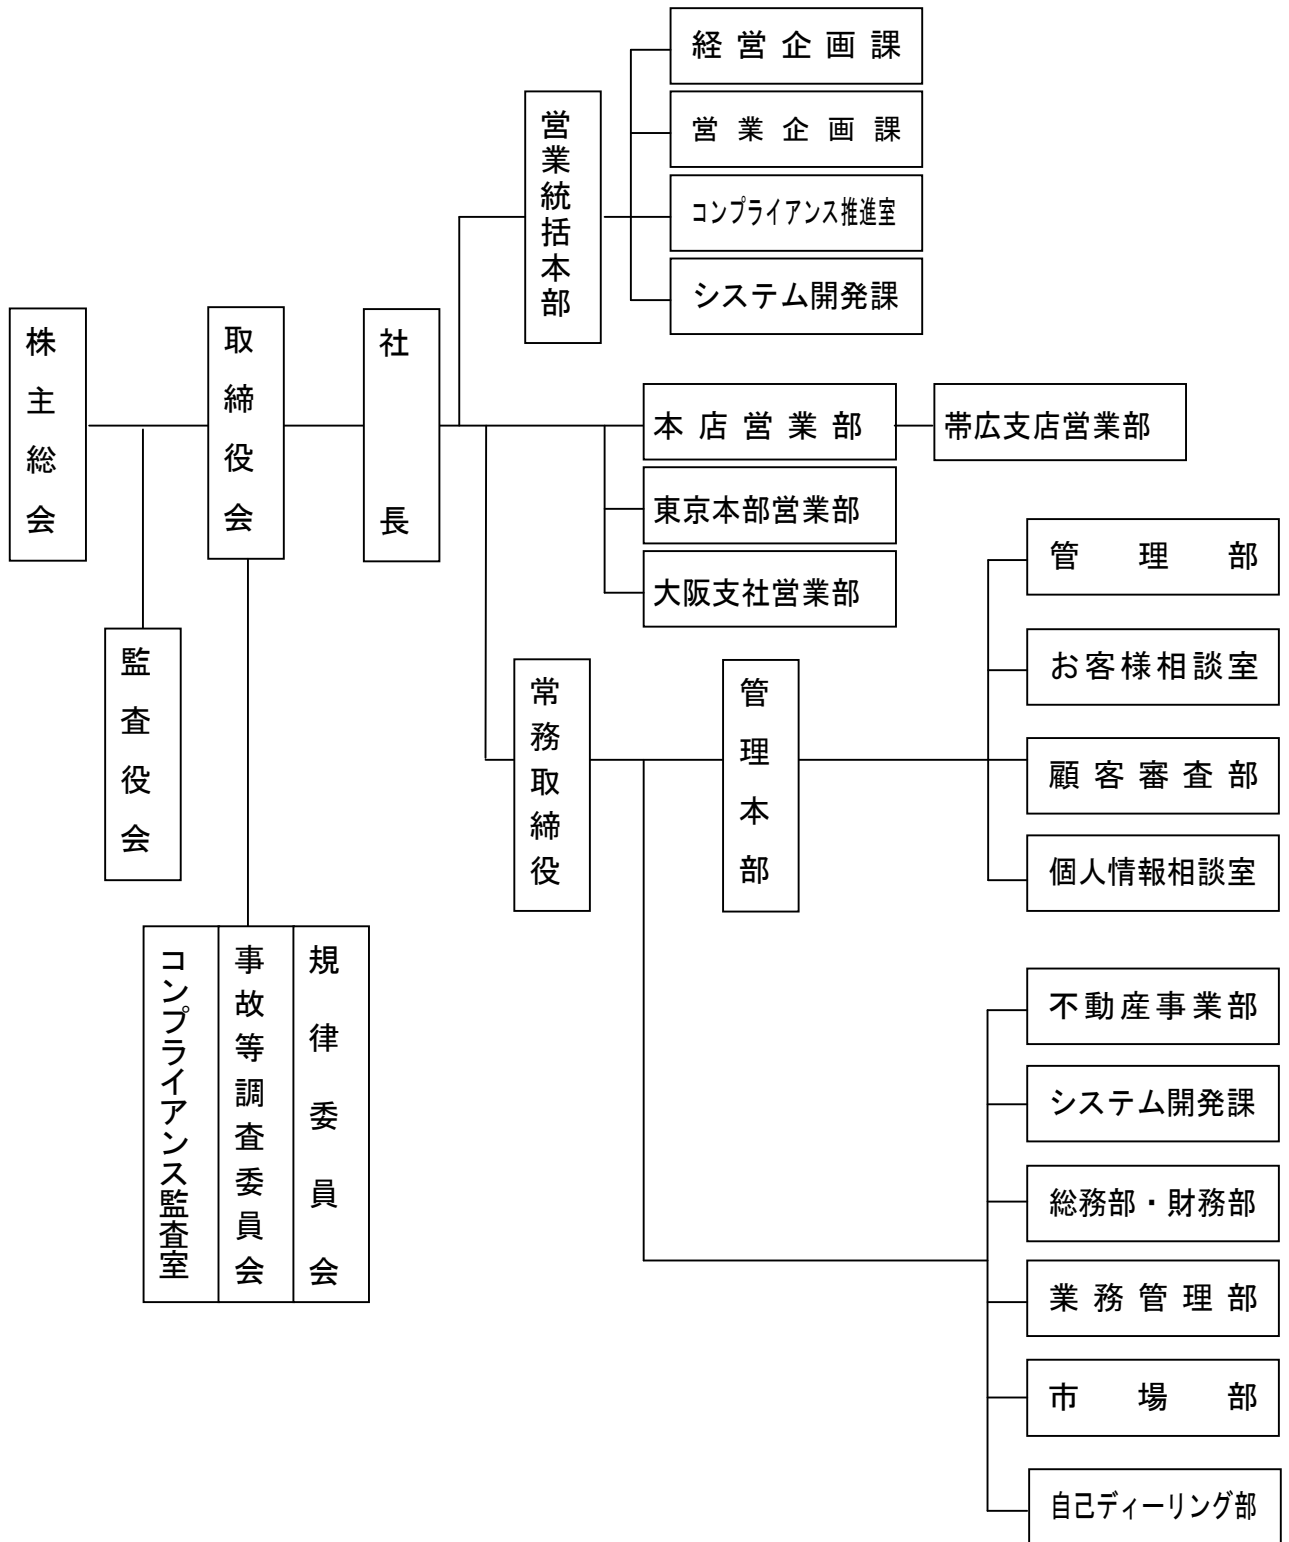 経営企画課
営業企画課
コンプライアンス推進室
システム開発課
営業統括本部
株主総会
取締役会
社長
本店営業部
帯広支店営業部
東京本部営業部
大阪支社営業部
監査役会
常務取締役
管理本部
管理部
お客様相談室
顧客審査部
個人情報相談室
コンプライアンス監査室
事故等調査委員会
規律委員会
不動産事業部
システム開発課
総務部・財務部
業務管理部
市場部
自己ディーリング部